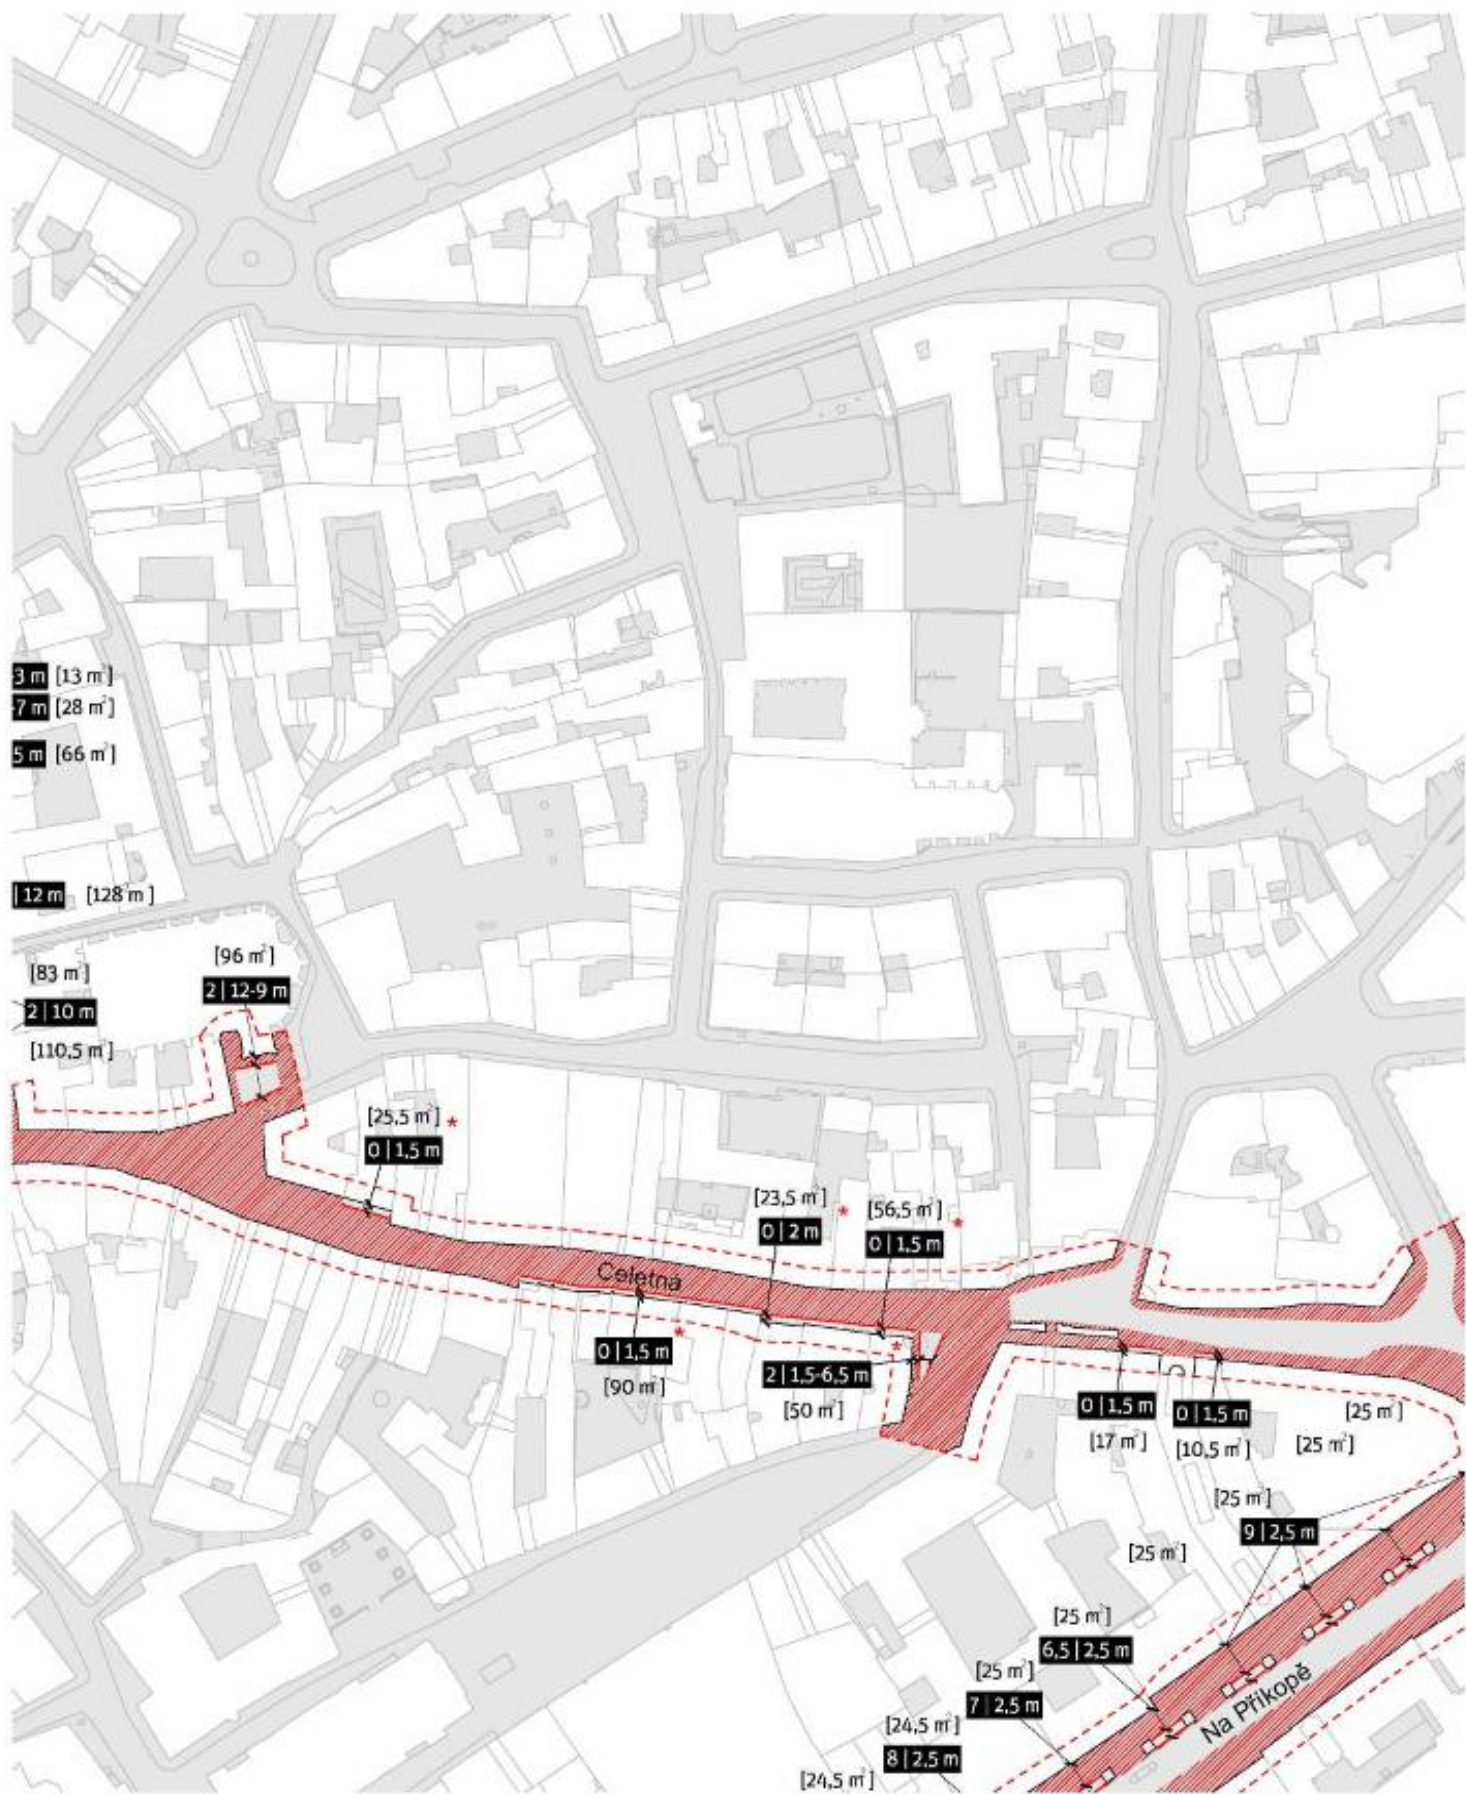 3 m [13 m²]
-7 m [28 m²]
5 m [66 m²]
| 12 m [128 m²]
[83 m²]
2 | 10 m
[110,5 m²]
[96 m²]
2 | 12-9 m
[25,5 m²] *
0 | 1,5 m
[23,5 m²] *
0 | 2 m
[56,5 m²] *
0 | 1,5 m
Celetná
*
0 | 1,5 m
[90 m²]
*
2 | 1,5-6,5 m
[50 m²]
0 | 1,5 m
[17 m²]
0 | 1,5 m
[10,5 m²]
[25 m²]
[25 m²]
[25 m²]
9 | 2,5 m
[25 m²]
[25 m²]
6,5 | 2,5 m
[25 m²]
7 | 2,5 m
[24,5 m²]
8 | 2,5 m
[24,5 m²]
Na Příkopě